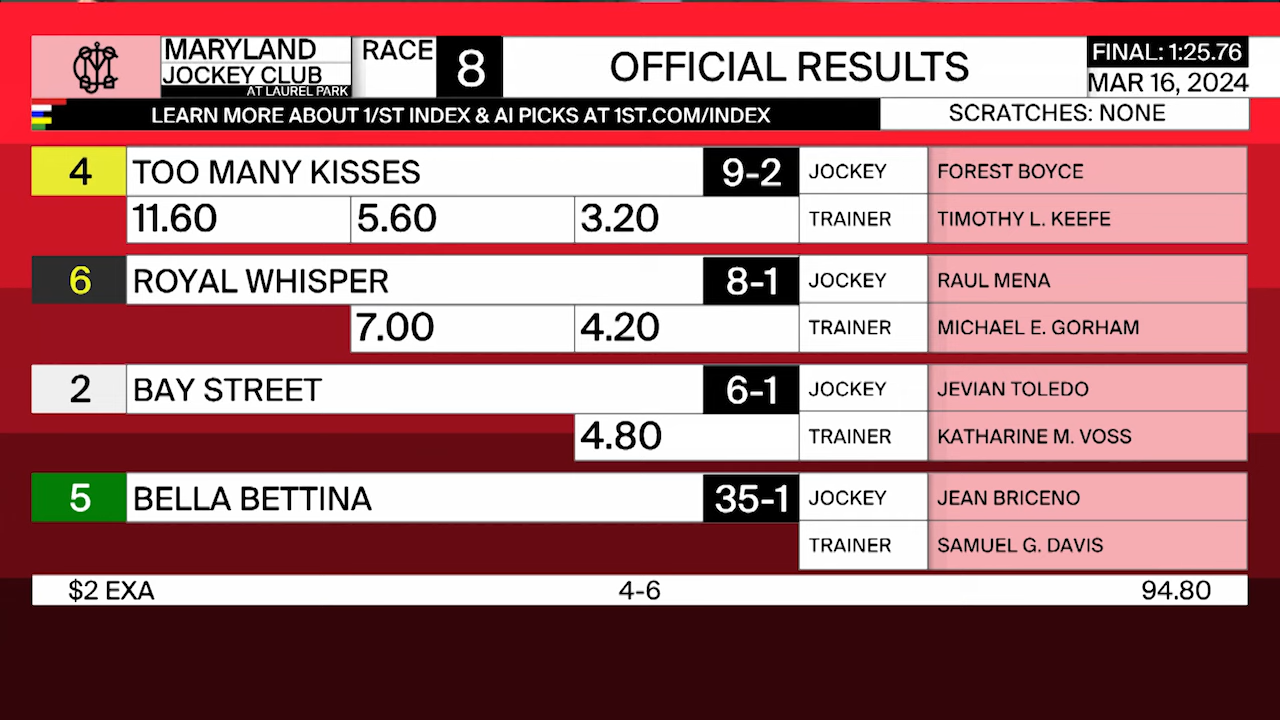 MARYLAND
JOCKEY CLUB
AT LAUREL PARK
RACE 8
OFFICIAL RESULTS
FINAL: 1:25.76
MAR 16, 2024
LEARN MORE ABOUT 1/ST INDEX & AI PICKS AT 1ST.COM/INDEX
SCRATCHES: NONE
4 TOO MANY KISSES 9-2 JOCKEY FOREST BOYCE
11.60 5.60 3.20 TRAINER TIMOTHY L. KEEFE
6 ROYAL WHISPER 8-1 JOCKEY RAUL MENA
7.00 4.20 TRAINER MICHAEL E. GORHAM
2 BAY STREET 6-1 JOCKEY JEVIAN TOLEDO
4.80 TRAINER KATHARINE M. VOSS
5 BELLA BETTINA 35-1 JOCKEY JEAN BRICENO
TRAINER SAMUEL G. DAVIS
$2 EXA 4-6 94.80